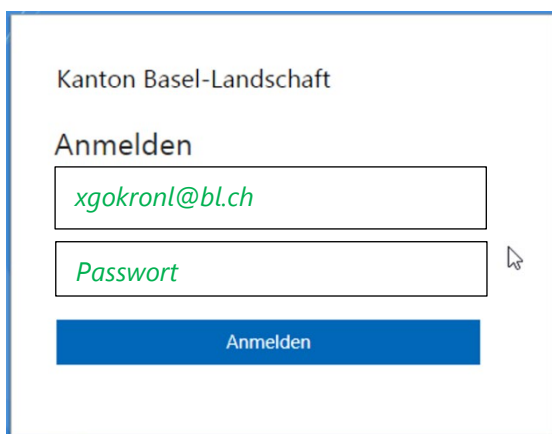 Kanton Basel-Landschaft
Anmelden
xgokronl@bl.ch
Passwort
Anmelden